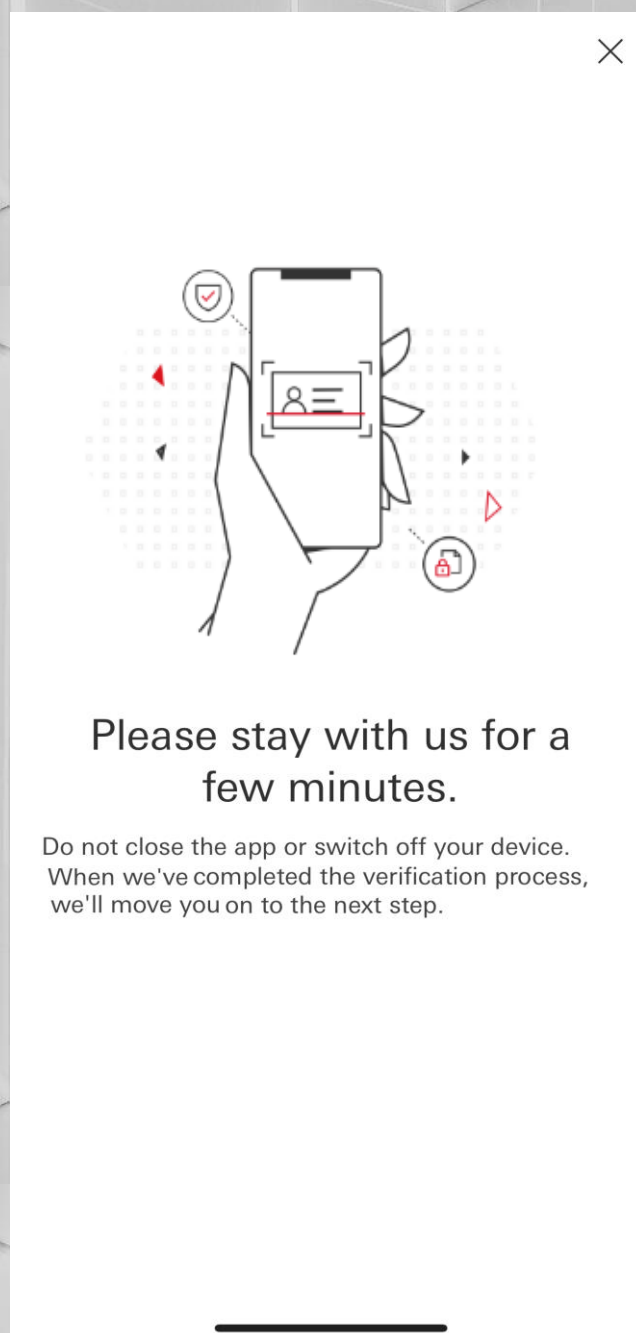 Please stay with us for a
few minutes.
Do not close the app or switch off your device.
When we've completed the verification process,
we'll move you on to the next step.